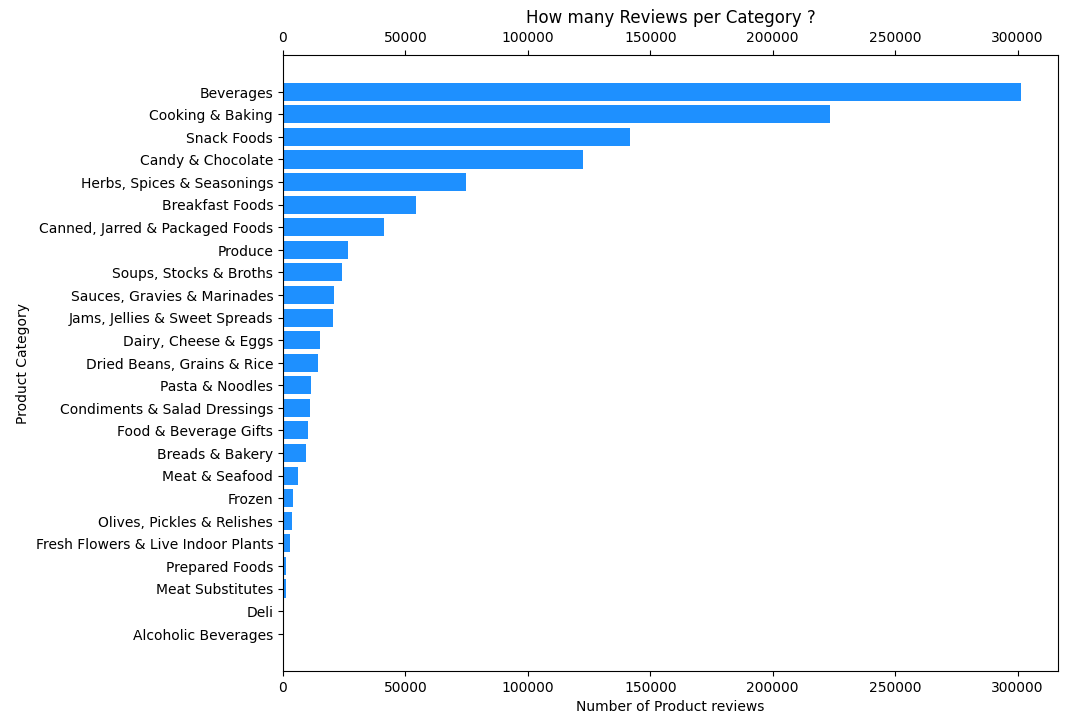 How many Reviews per Category ?
0 50000 100000 150000 200000 250000 300000
Beverages
Cooking & Baking
Snack Foods
Candy & Chocolate
Herbs, Spices & Seasonings
Breakfast Foods
Canned, Jarred & Packaged Foods
Produce
Soups, Stocks & Broths
Sauces, Gravies & Marinades
Jams, Jellies & Sweet Spreads
Dairy, Cheese & Eggs
Dried Beans, Grains & Rice
Pasta & Noodles
Condiments & Salad Dressings
Food & Beverage Gifts
Breads & Bakery
Meat & Seafood
Frozen
Olives, Pickles & Relishes
Fresh Flowers & Live Indoor Plants
Prepared Foods
Meat Substitutes
Deli
Alcoholic Beverages
Product Category
0 50000 100000 150000 200000 250000 300000
Number of Product reviews